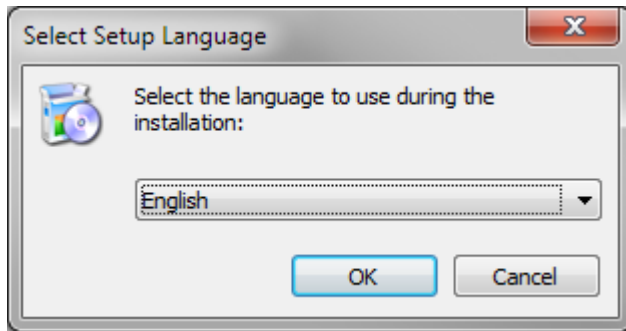 Select Setup Language
Select the language to use during the
installation:
English
OK
Cancel